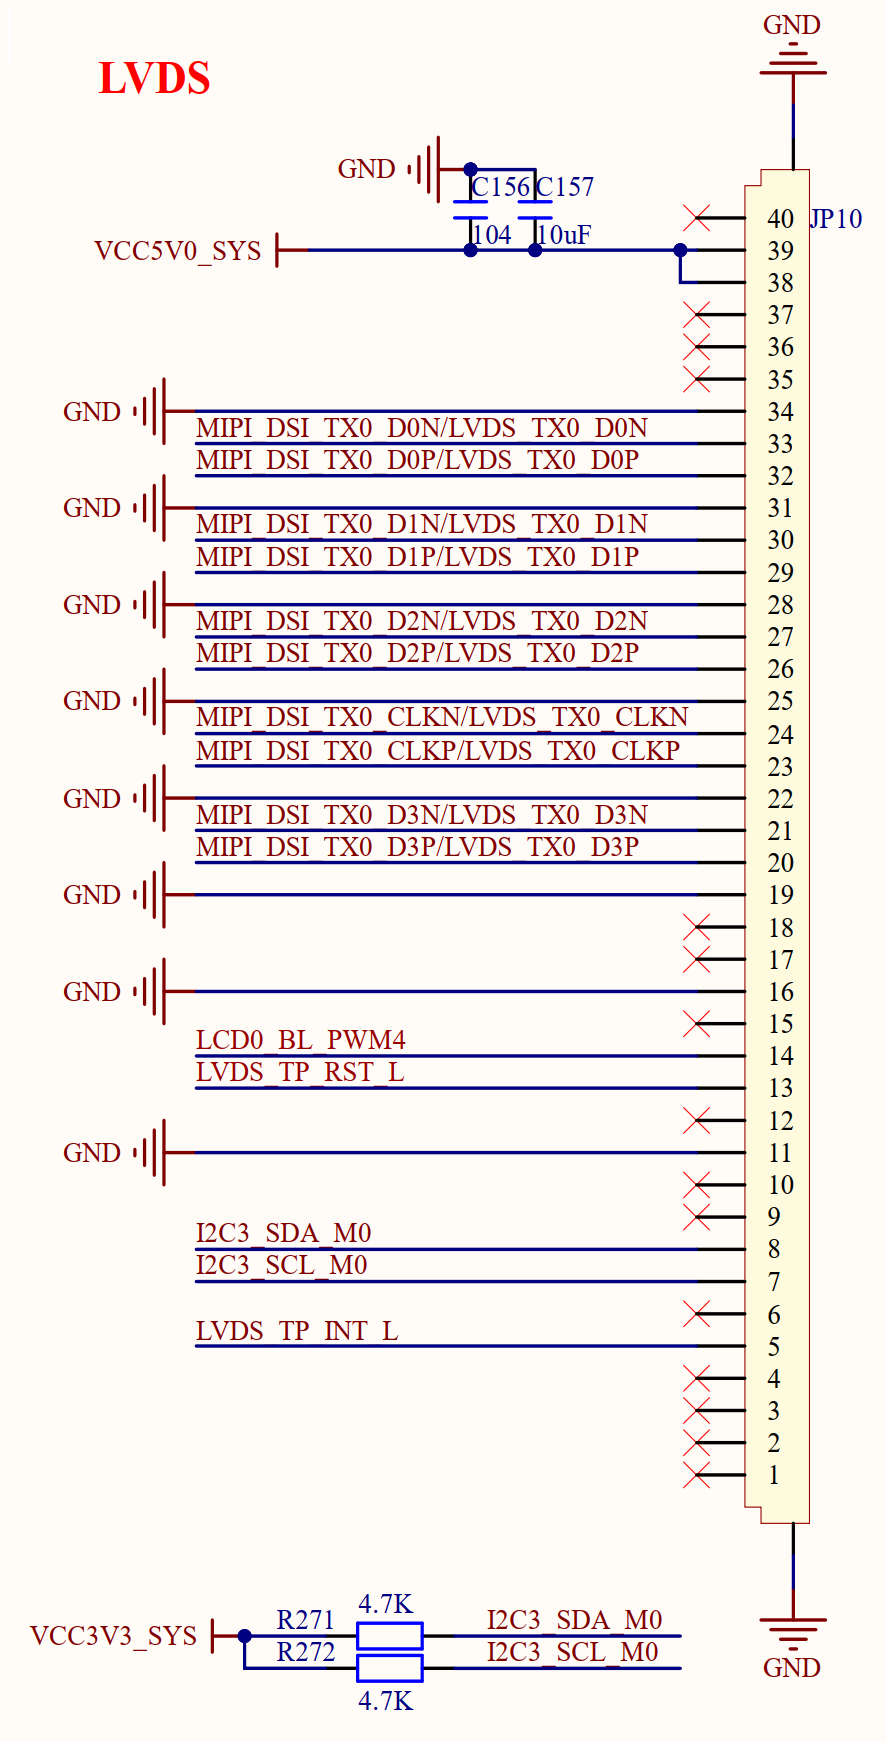 GND
LVDS
GND
C156 C157
40 JP10
104 10uF
VCC5V0_SYS 39
38
37
36
35
GND 34
MIPI_DSI_TX0_D0N/LVDS_TX0_D0N 33
MIPI_DSI_TX0_D0P/LVDS_TX0_D0P 32
GND 31
MIPI_DSI_TX0_D1N/LVDS_TX0_D1N 30
MIPI_DSI_TX0_D1P/LVDS_TX0_D1P 29
GND 28
MIPI_DSI_TX0_D2N/LVDS_TX0_D2N 27
MIPI_DSI_TX0_D2P/LVDS_TX0_D2P 26
GND 25
MIPI_DSI_TX0_CLKN/LVDS_TX0_CLKN 24
MIPI_DSI_TX0_CLKP/LVDS_TX0_CLKP 23
GND 22
MIPI_DSI_TX0_D3N/LVDS_TX0_D3N 21
MIPI_DSI_TX0_D3P/LVDS_TX0_D3P 20
GND 19
18
17
GND 16
15
LCD0_BL_PWM4 14
LVDS_TP_RST_L 13
12
GND 11
10
9
I2C3_SDA_M0 8
I2C3_SCL_M0 7
6
LVDS_TP_INT_L 5
4
3
2
1
4.7K
VCC3V3_SYS R271 I2C3_SDA_M0
R272 I2C3_SCL_M0
GND
4.7K